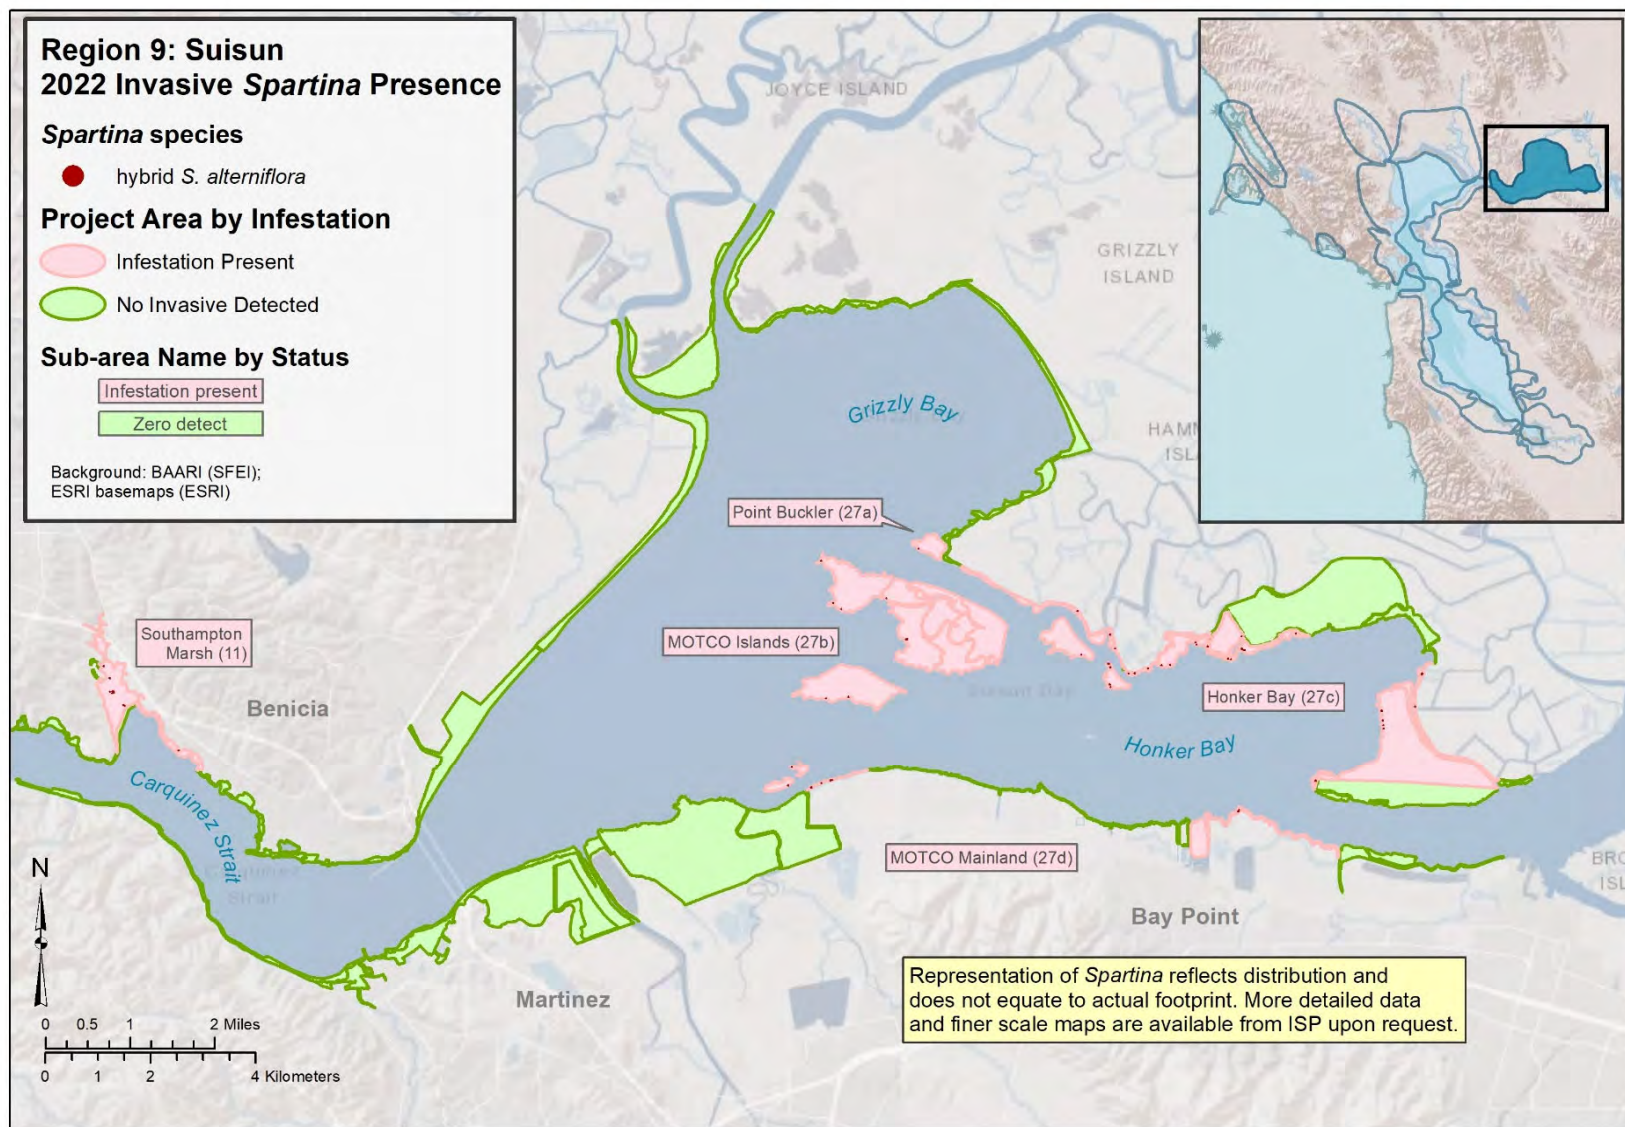 Region 9: Suisun
2022 Invasive Spartina Presence
Spartina species
hybrid S. alterniflora
Project Area by Infestation
Infestation Present
No Invasive Detected
Sub-area Name by Status
Infestation present
Zero detect
Background: BAARI (SFEI);
ESRI basemaps (ESRI)
JOYCE ISLAND
GRIZZLY
ISLAND
Grizzly Bay
Point Buckler (27a)
MOTCO Islands (27b)
Southampton
Marsh (11)
Benicia
Suisun Bay
Honker Bay (27c)
Honker Bay
Carquinez Strait
Carquinez
Strait
MOTCO Mainland (27d)
Bay Point
Martinez
N
0 0.5 1 2 Miles
0 1 2 4 Kilometers
Representation of Spartina reflects distribution and
does not equate to actual footprint. More detailed data
and finer scale maps are available from ISP upon request.